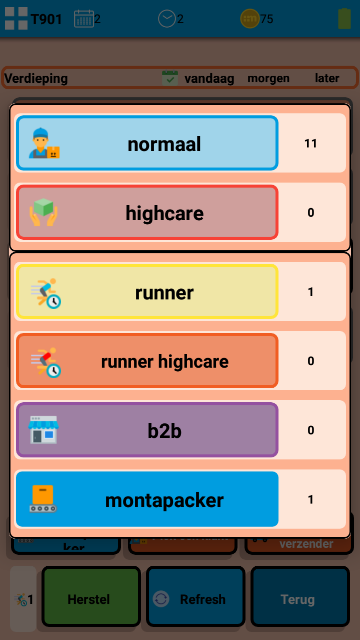 T901 2 2 75
Verdieping vandaag morgen later
normaal 11
highcare 0
runner 1
runner highcare 0
b2b 0
montapacker 1
verzender
1 Herstel Refresh Terug